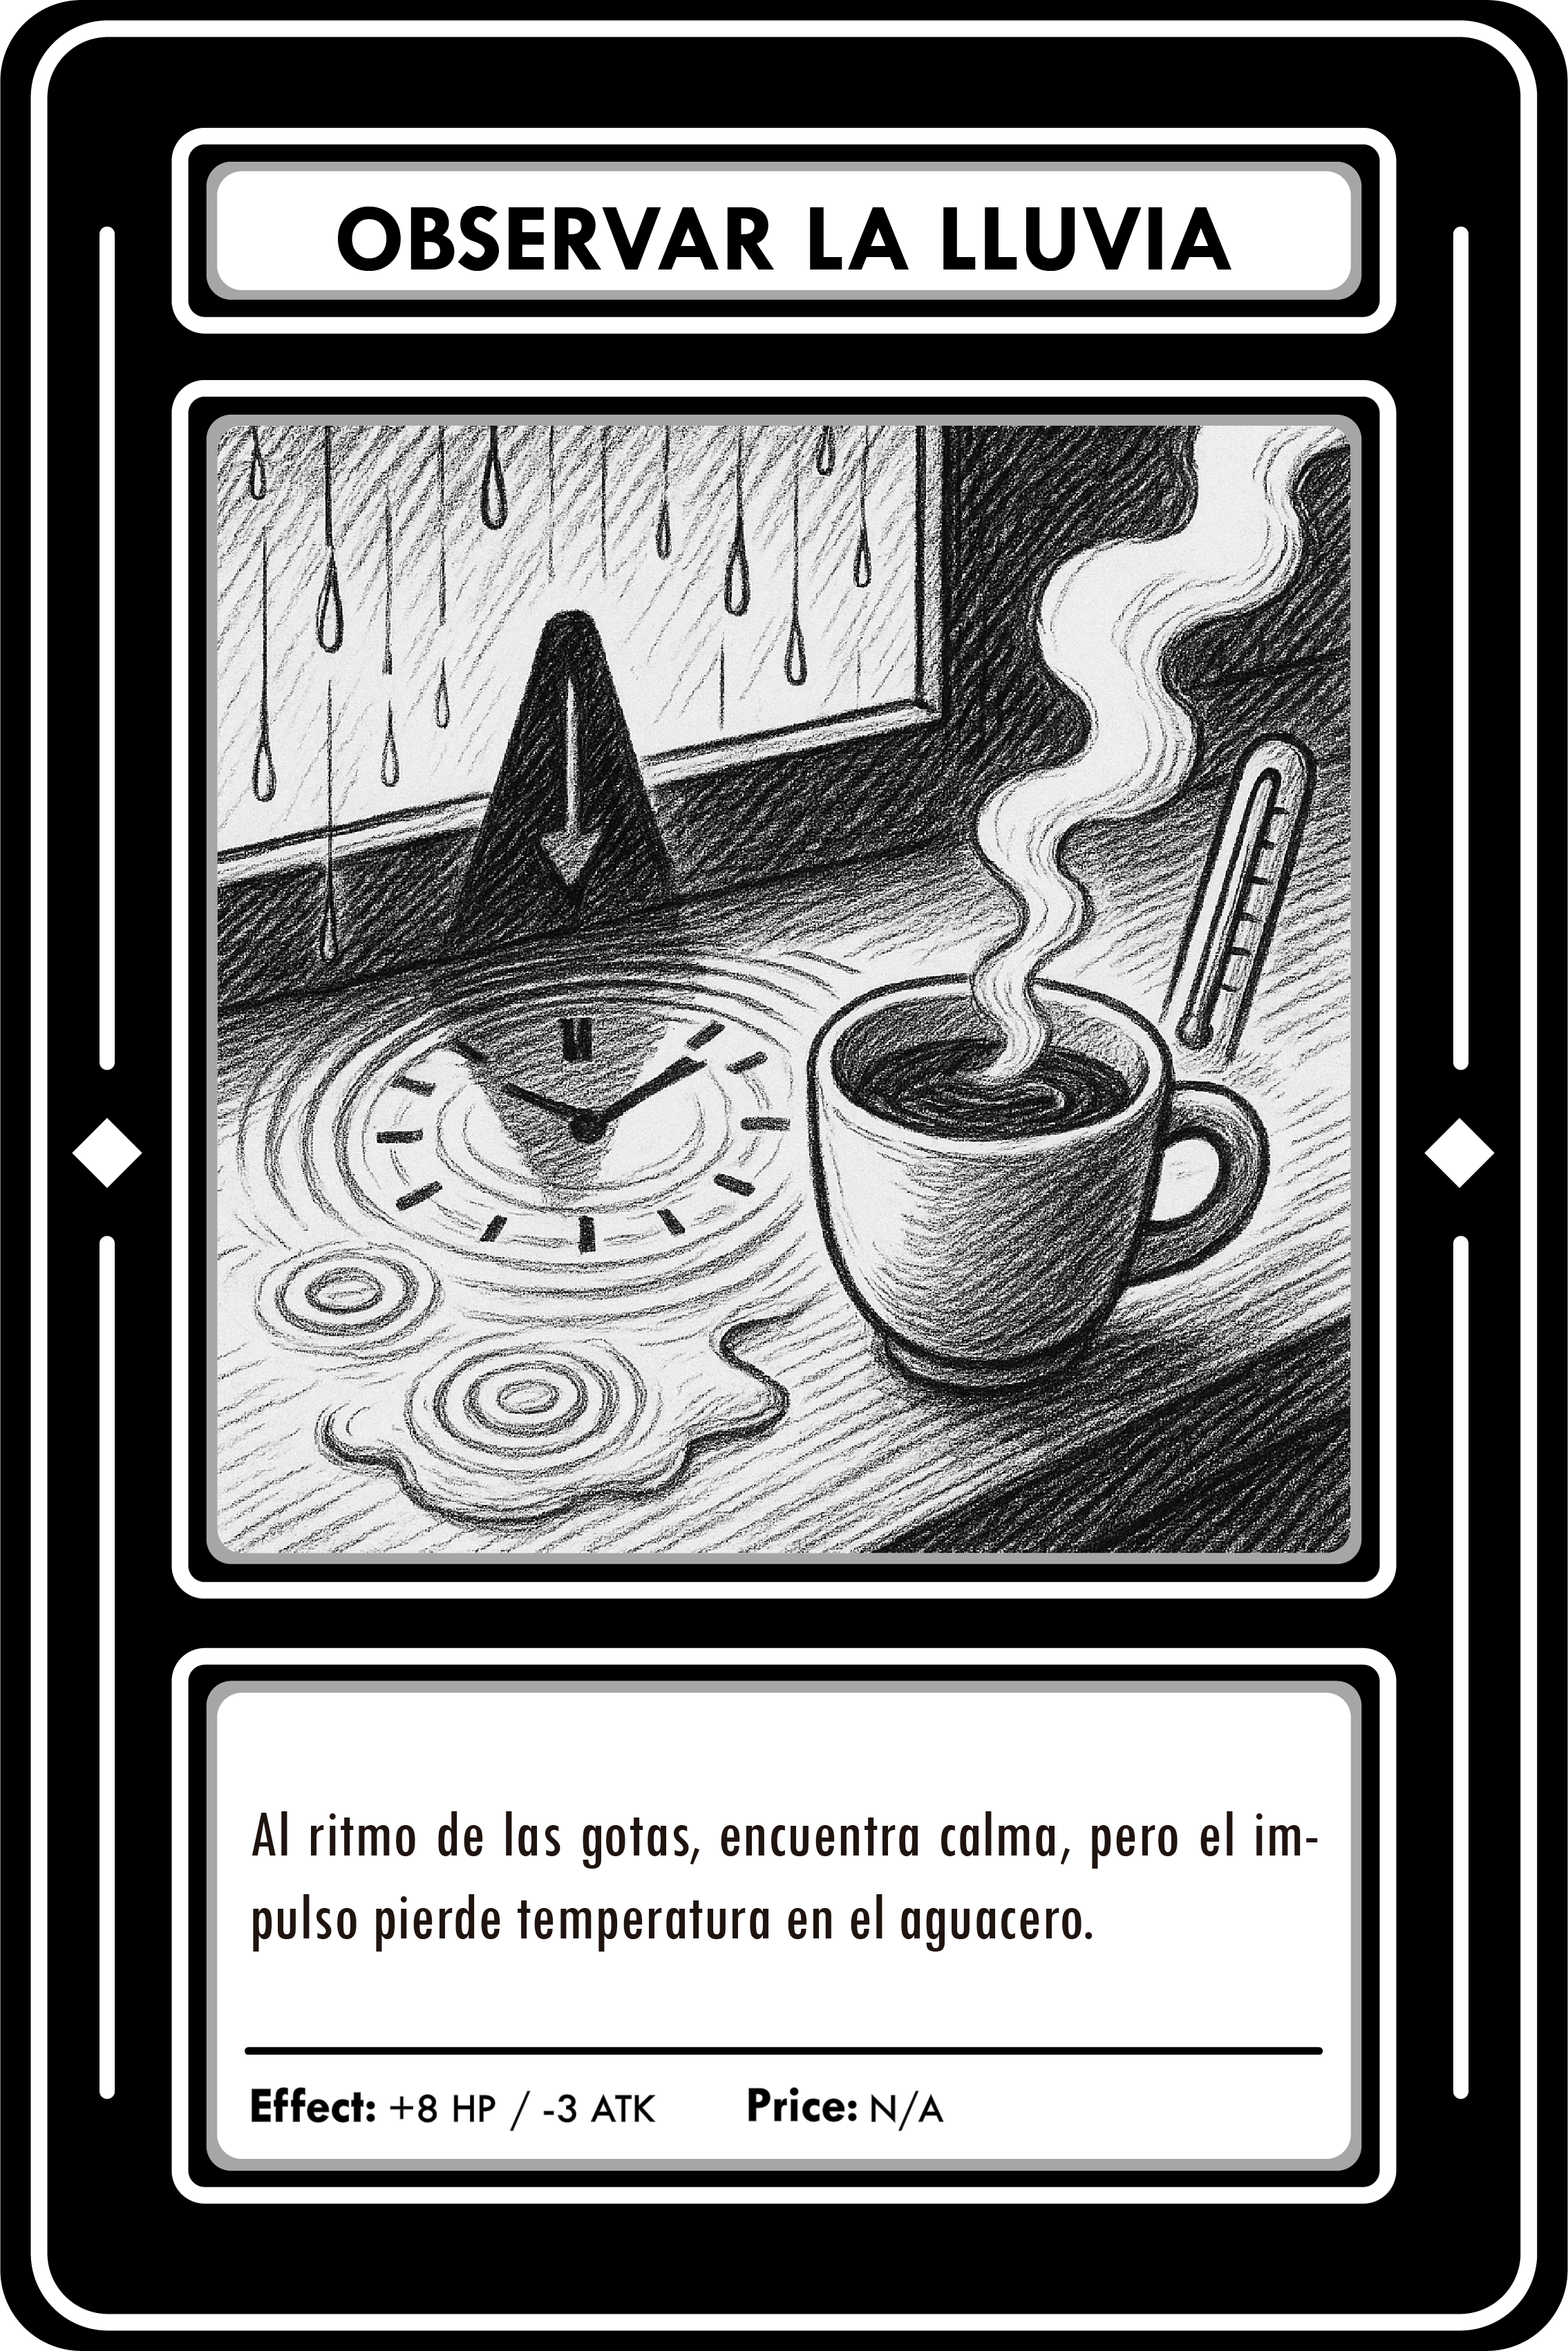 OBSERVAR LA LLUVIA
Al ritmo de las gotas, encuentra calma, pero el im-
pulso pierde temperatura en el aguacero.
Effect: +8 HP / -3 ATK Price: N/A